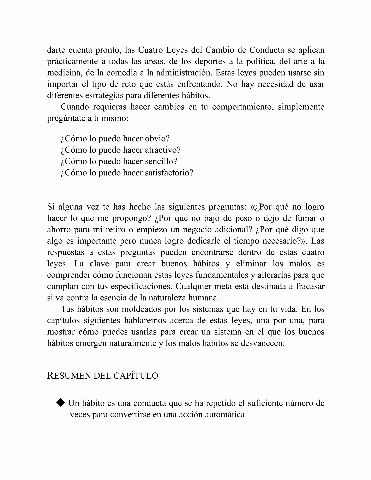 darte cuenta pronto, las Cuatro Leyes del Cambio de Conducta se aplican
prácticamente a todas las áreas, de los deportes a la política, del arte a la
medicina, de la comedia a la administración. Estas leyes pueden usarse sin
importar el tipo de reto que estás enfrentando. No hay necesidad de usar
diferentes estrategias para diferentes hábitos.
Cuando requieras hacer cambios en tu comportamiento, simplemente
pregúntate a ti mismo:
¿Cómo lo puedo hacer obvio?
¿Cómo lo puedo hacer atractivo?
¿Cómo lo puedo hacer sencillo?
¿Cómo lo puedo hacer satisfactorio?
Si alguna vez te has hecho las siguientes preguntas: «¿Por qué no logro
hacer lo que me propongo? ¿Por qué no bajo de peso o dejo de fumar o
ahorro para mi retiro o empiezo un negocio adicional? ¿Por qué digo que
algo es importante pero nunca logro dedicarle el tiempo necesario?». Las
respuestas a estas preguntas pueden encontrarse dentro de estas cuatro
leyes. La clave para crear buenos hábitos y eliminar los malos es
comprender cómo funcionan estas leyes fundamentales y alterarlas para que
cumplan con tus especificaciones. Cualquier meta está destinada a fracasar
si va contra la esencia de la naturaleza humana.
Tus hábitos son moldeados por los sistemas que hay en tu vida. En los
capítulos siguientes hablaremos acerca de estas leyes, una por una, para
mostrar cómo puedes usarlas para crear un sistema en el que los buenos
hábitos emergen naturalmente y los malos hábitos se desvanecen.
RESUMEN DEL CAPÍTULO
◆ Un hábito es una conducta que se ha repetido el suficiente número de
veces para convertirse en una acción automática.